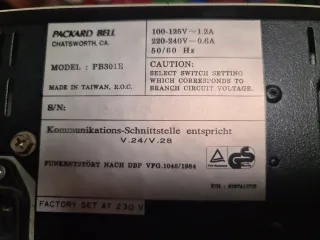 PACKARD BELL
CHATSWORTH, CA.
MODEL : PB301E
MADE IN TAIWAN, R.O.C.
100-125V～1.2A
220-240V～0.6A
50/60 Hz
CAUTION:
SELECT SWITCH SETTING
WHICH CORRESPONDS TO
BRANCH CIRCUIT VOLTAGE.
S/N:
Kommunikations-Schnittstelle entspricht
V.24/V.28
FUNKENTSTÖRT NACH DBP VFG.1046/1984
P/N :
FACTORY SET AT 230 V